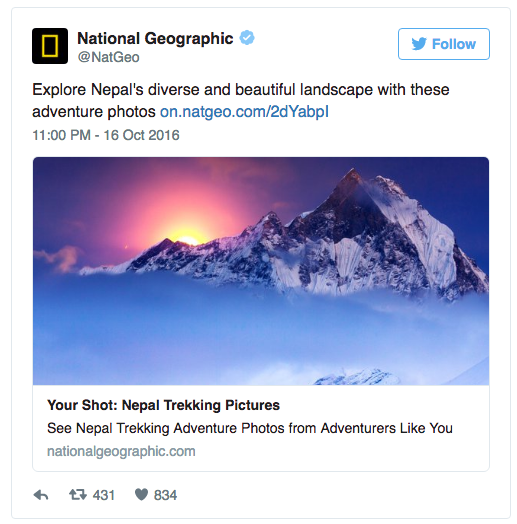 National Geographic
@NatGeo
Follow
Explore Nepal's diverse and beautiful landscape with these
adventure photos on.natgeo.com/2dYabpI
11:00 PM - 16 Oct 2016
Your Shot: Nepal Trekking Pictures
See Nepal Trekking Adventure Photos from Adventurers Like You
nationalgeographic.com
431 834